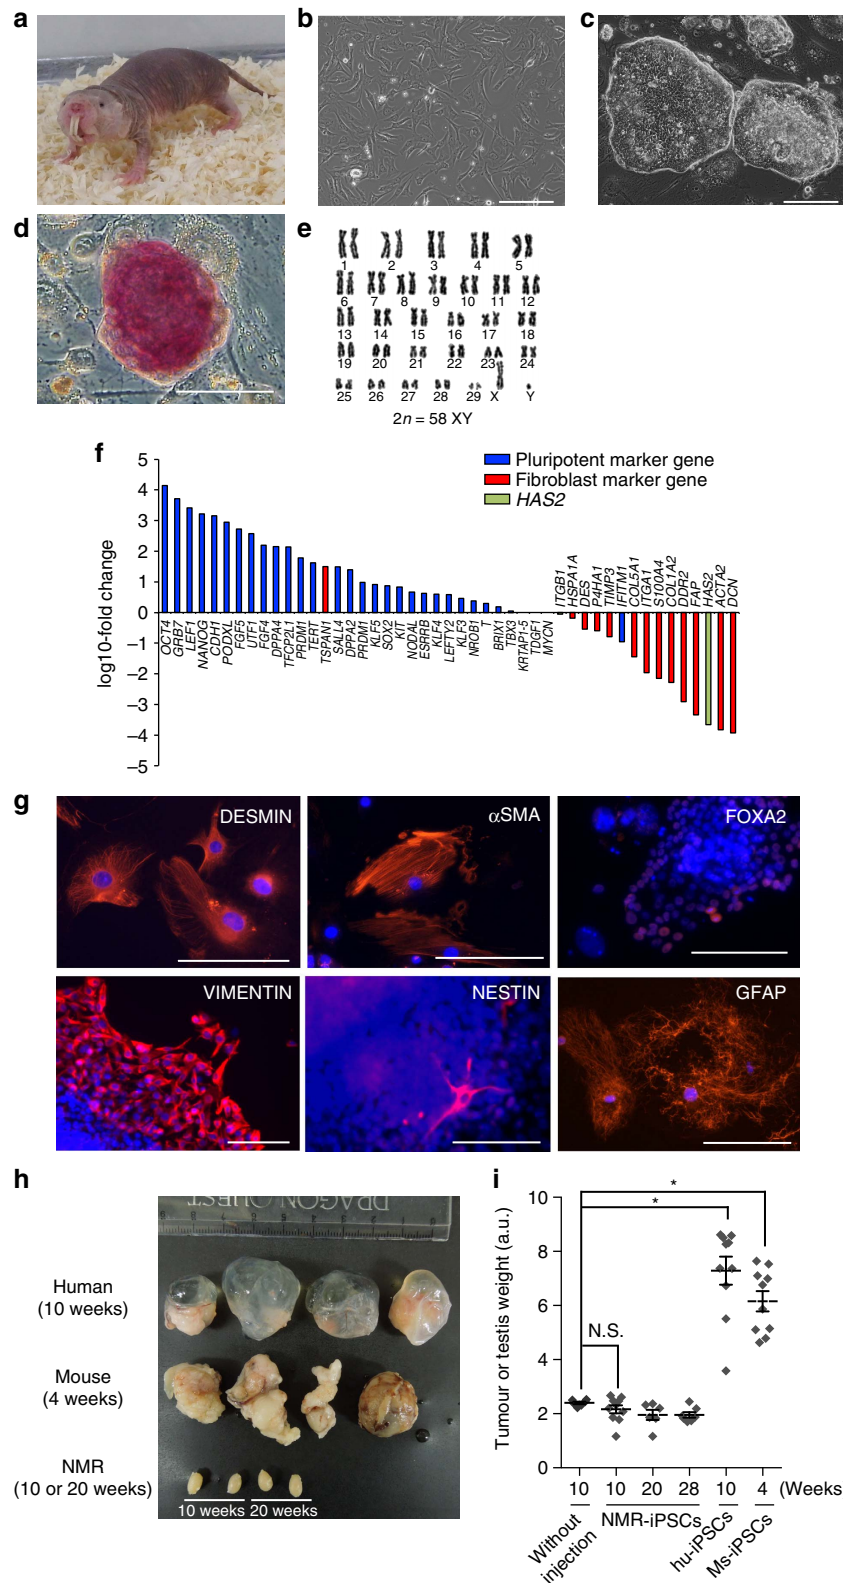 a
b
c
d
e
1 2 3 4 5
6 7 8 9 10 11 12
13 14 15 16 17 18
19 20 21 22 23 24
25 26 27 28 29 X Y
2n = 58 XY
f
Pluripotent marker gene
Fibroblast marker gene
HAS2
log10-fold change
5
4
3
2
1
0
−1
−2
−3
−4
−5
OCT4
GRB7
LEF1
NANOG
CDH1
PODXL
FGF5
UTF1
FGF4
DPPA4
TFCP2L1
PRDM1
TERT
TSPAN1
SALL4
DPPA2
PRDM1
KLF5
SOX2
KIT
NODAL
ESRRB
KLF4
LEFTY2
KLF3
NROB1
T
BRIX1
TBX3
KRTAP1-5
TDGF1
MYCN
ITGB1
HSPA1A
DES
P4HA1
TIMP3
IFITM1
COL5A1
ITGA1
S100A4
COL1A2
DDR2
FAP
HAS2
ACTA2
DCN
g
DESMIN
αSMA
FOXA2
VIMENTIN
NESTIN
GFAP
h
DRAGON QUEST
Human
(10 weeks)
Mouse
(4 weeks)
NMR
(10 or 20 weeks)
10 weeks 20 weeks
i
Tumour or testis weight (a.u.)
10
8
6
4
2
0
*
*
N.S.
10 10 20 28 10 4 (Weeks
Without
injection
NMR-iPSCs
hu-iPSCs
Ms-iPSCs